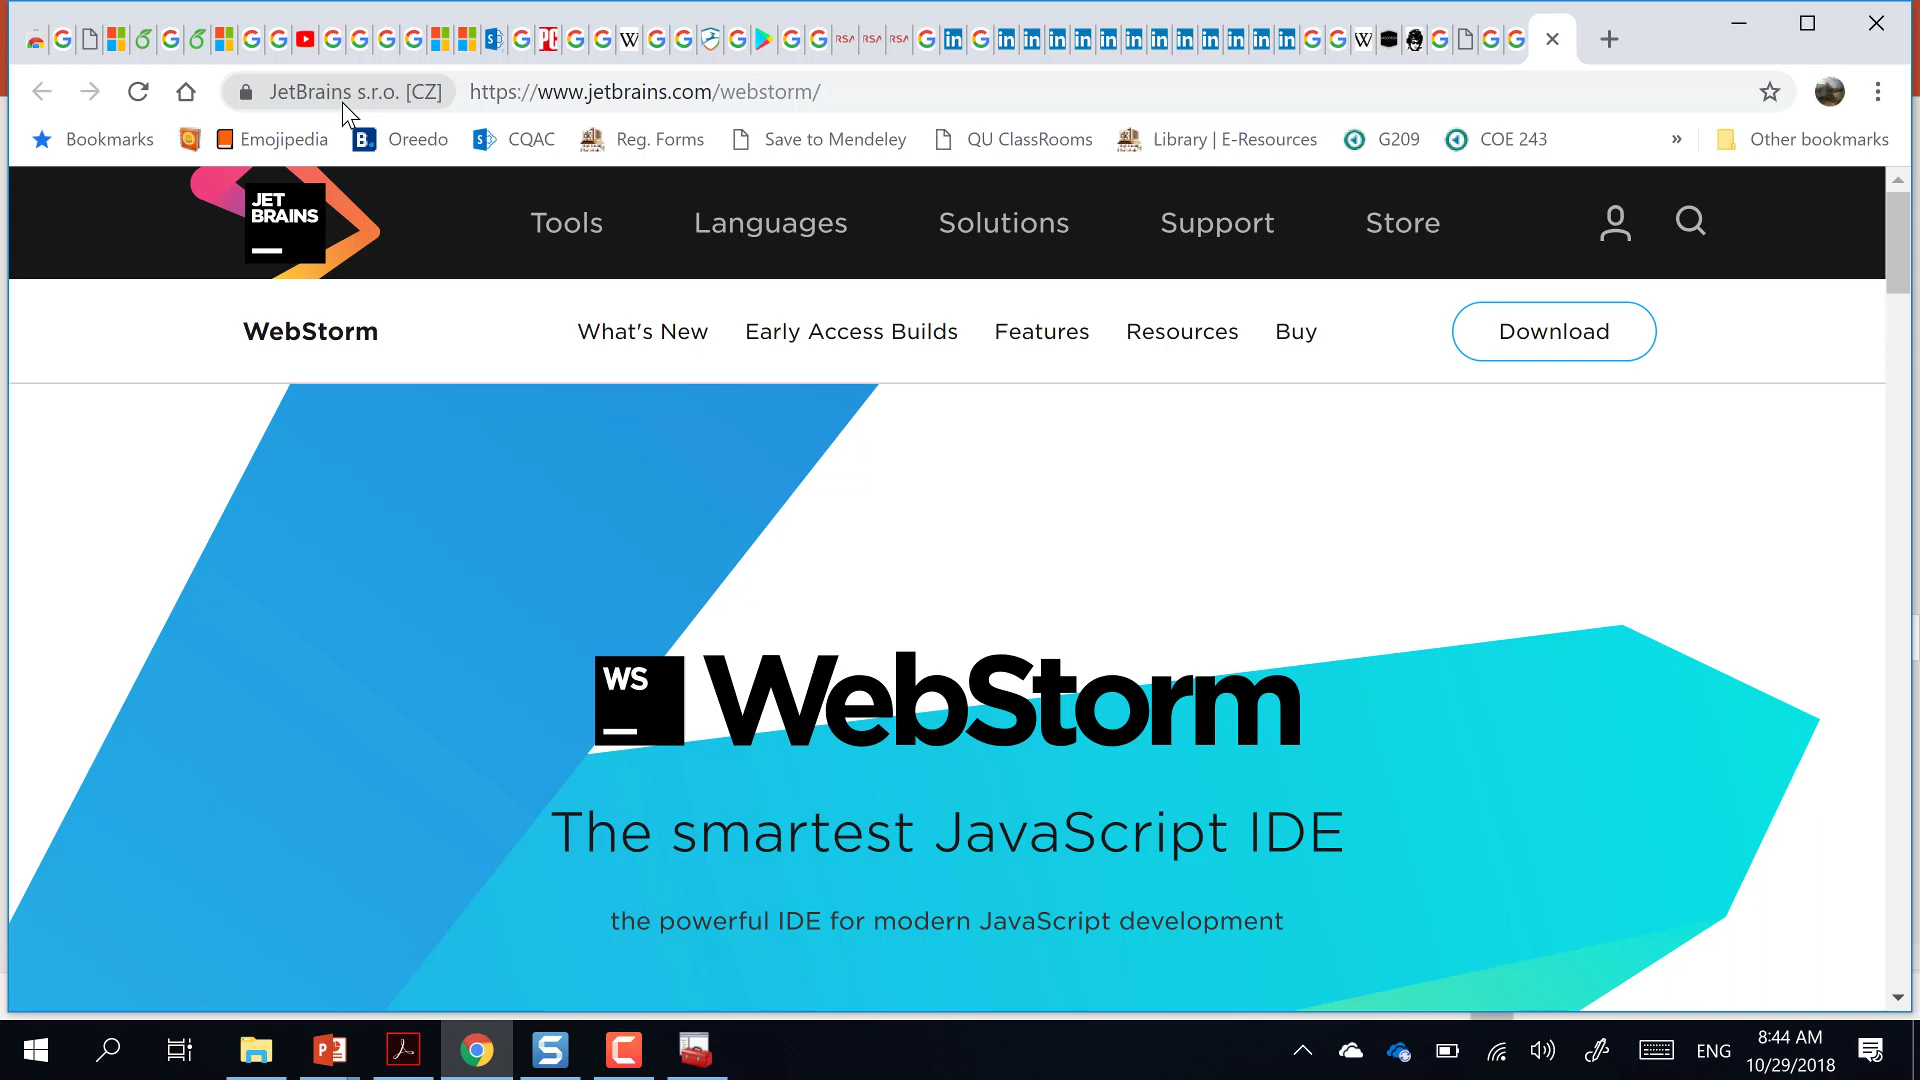 JetBrains s.r.o. [CZ] https://www.jetbrains.com/webstorm/
Bookmarks Emojipedia B. Oreedo CQAC Reg. Forms Save to Mendeley QU ClassRooms Library | E-Resources G209 COE 243 » Other bookmarks
JET
BRAINS
Tools Languages Solutions Support Store
WebStorm What's New Early Access Builds Features Resources Buy Download
WS WebStorm
The smartest JavaScript IDE
the powerful IDE for modern JavaScript development
ENG
8:44 AM
10/29/2018